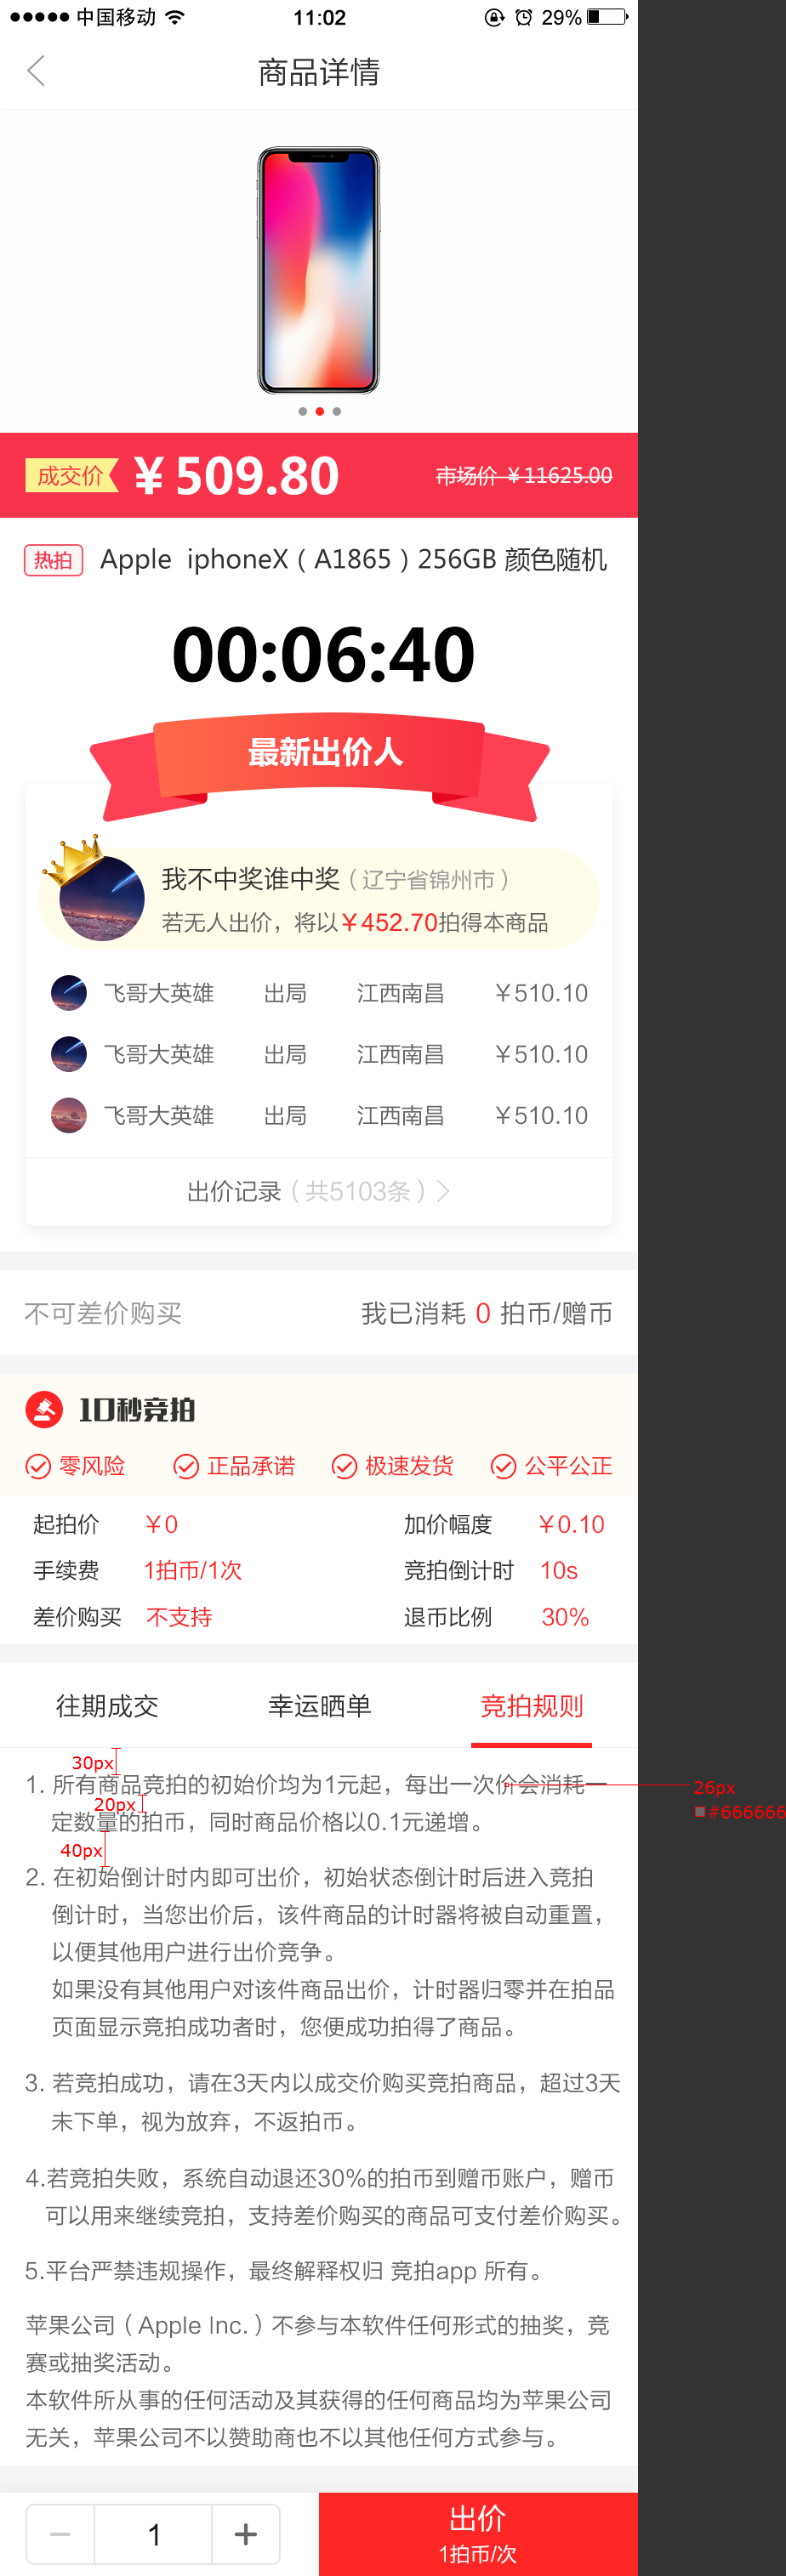 中国移动 11:02 29%
商品详情
成交价 ¥509.80 市场价 ¥11625.00
热拍 Apple iphoneX（A1865）256GB 颜色随机
00:06:40
最新出价人
我不中奖谁中奖（辽宁省锦州市）
若无人出价，将以¥452.70拍得本商品
飞哥大英雄 出局 江西南昌 ¥510.10
飞哥大英雄 出局 江西南昌 ¥510.10
飞哥大英雄 出局 江西南昌 ¥510.10
出价记录（共5103条）
不可差价购买 我已消耗 0 拍币/赠币
10秒竞拍
零风险 正品承诺 极速发货 公平公正
起拍价 ¥0 加价幅度 ¥0.10
手续费 1拍币/1次 竞拍倒计时 10s
差价购买 不支持 退币比例 30%
往期成交 幸运晒单 竞拍规则
30px
1. 所有商品竞拍的初始价均为1元起，每出一次价会消耗一 26px
20px #666666
定数量的拍币，同时商品价格以0.1元递增。
40px
2. 在初始倒计时内即可出价，初始状态倒计时后进入竞拍
倒计时，当您出价后，该件商品的计时器将被自动重置，
以便其他用户进行出价竞争。
如果没有其他用户对该件商品出价，计时器归零并在拍品
页面显示竞拍成功者时，您便成功拍得了商品。
3. 若竞拍成功，请在3天内以成交价购买竞拍商品，超过3天
未下单，视为放弃，不返拍币。
4.若竞拍失败，系统自动退还30%的拍币到赠币账户，赠币
可以用来继续竞拍，支持差价购买的商品可支付差价购买。
5.平台严禁违规操作，最终解释权归 竞拍app 所有。
苹果公司（Apple Inc.）不参与本软件任何形式的抽奖，竞
赛或抽奖活动。
本软件所从事的任何活动及其获得的任何商品均为苹果公司
无关，苹果公司不以赞助商也不以其他任何方式参与。
1 出价
1拍币/次